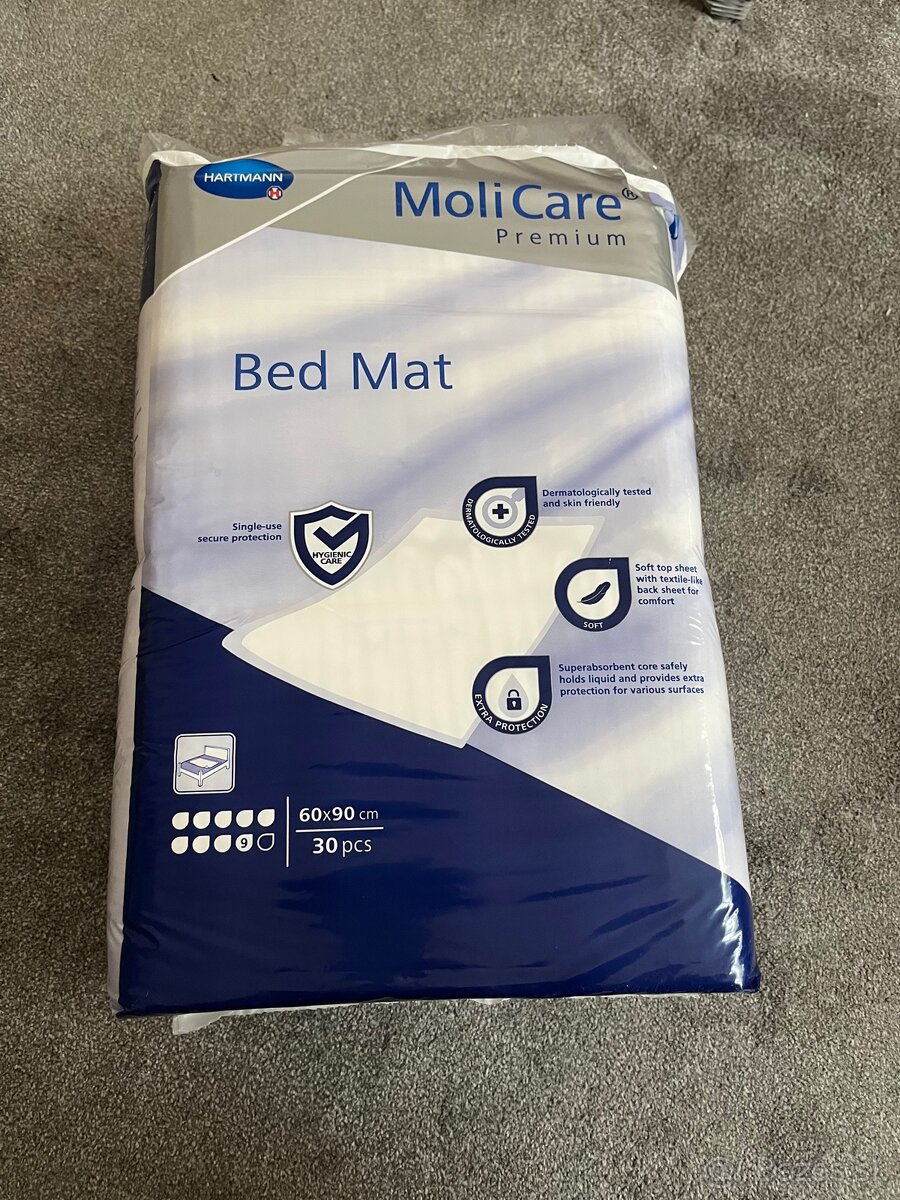 HARTMANN
MoliCare®
Premium
Bed Mat
Single-use
secure protection
HYGIENIC
CARE
DERMATOLOGICALLY TESTED
Dermatologically tested
and skin friendly
SOFT
Soft top sheet
with textile-like
back sheet for
comfort
EXTRA PROTECTION
Superabsorbent core safely
holds liquid and provides extra
protection for various surfaces
9
60x90 cm
30 pcs